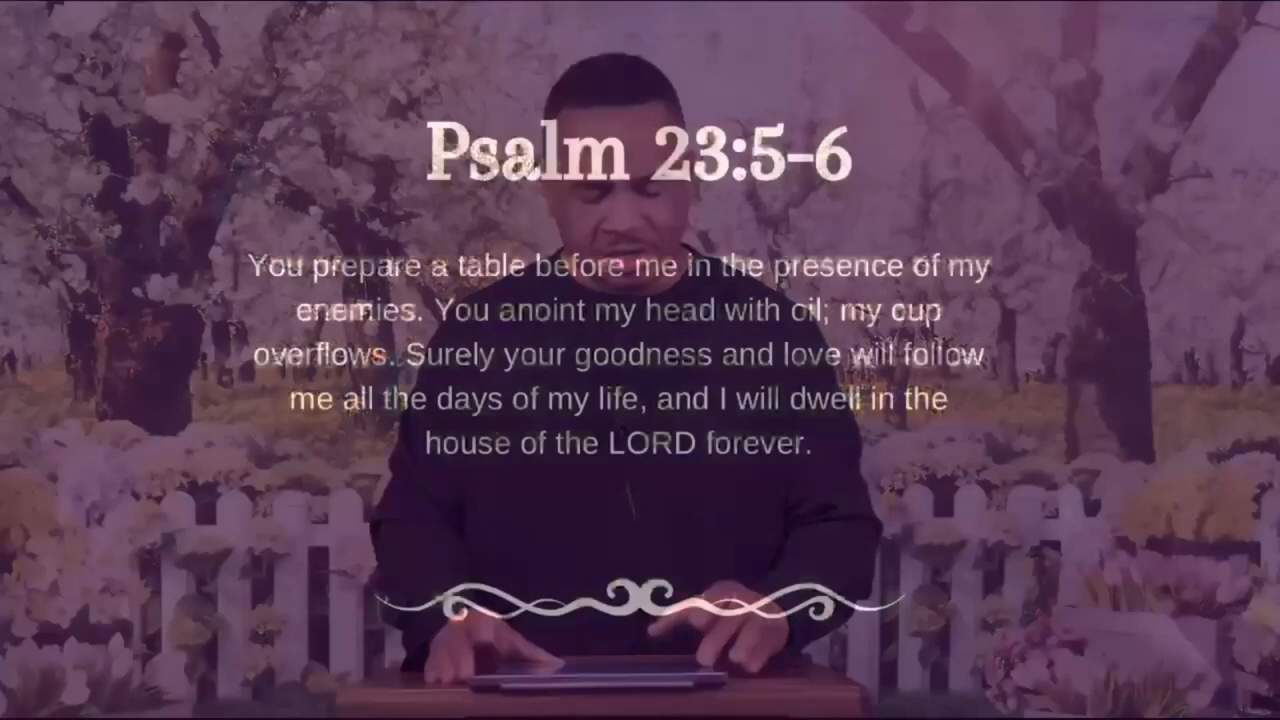 Psalm 23:5-6
You prepare a table before me in the presence of my
enemies. You anoint my head with oil; my cup
overflows. Surely your goodness and love will follow
me all the days of my life, and I will dwell in the
house of the LORD forever.